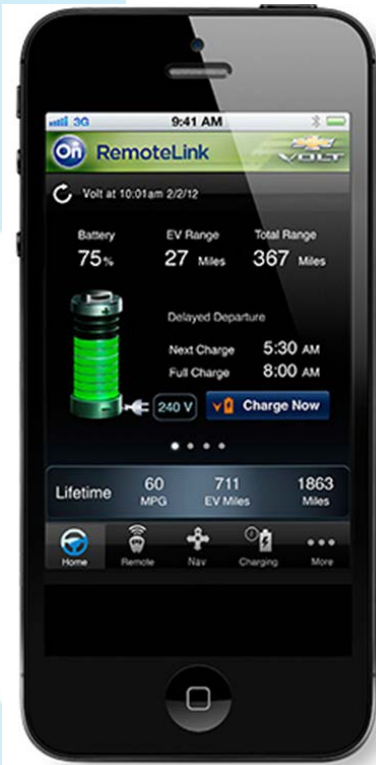 3G 9:41 AM
On RemoteLink VOLT
Volt at 10:01am 2/2/12
Battery EV Range Total Range
75% 27 Miles 367 Miles
Delayed Departure
Next Charge 5:30 AM
Full Charge 8:00 AM
240 V Charge Now
Lifetime 60 711 1863
MPG EV Miles Miles
Home Remote Nav Charging More